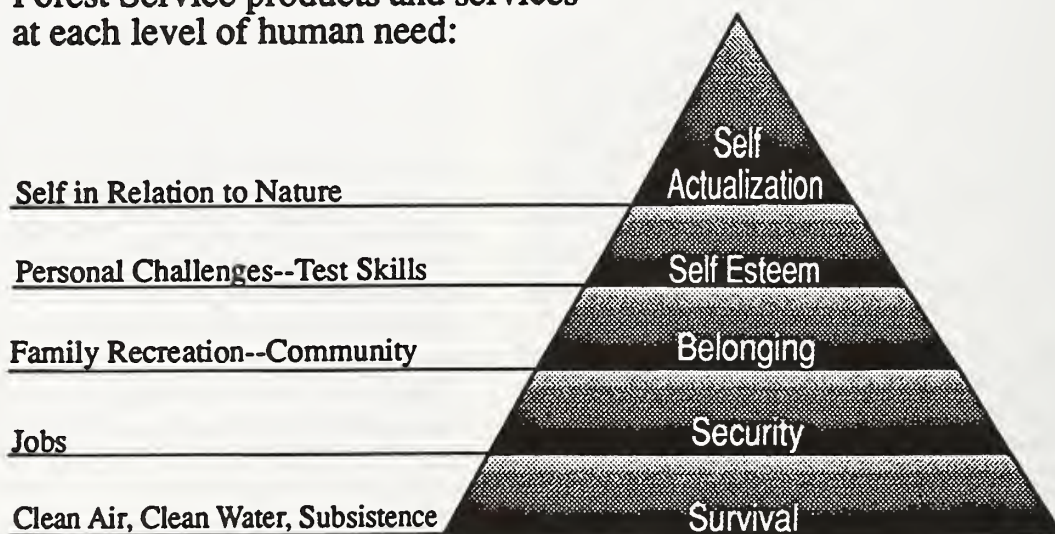 Forest Service products and services
at each level of human need:
Self
Actualization
Self in Relation to Nature
Personal Challenges--Test Skills
Self Esteem
Family Recreation--Community
Belonging
Jobs
Security
Clean Air, Clean Water, Subsistence
Survival